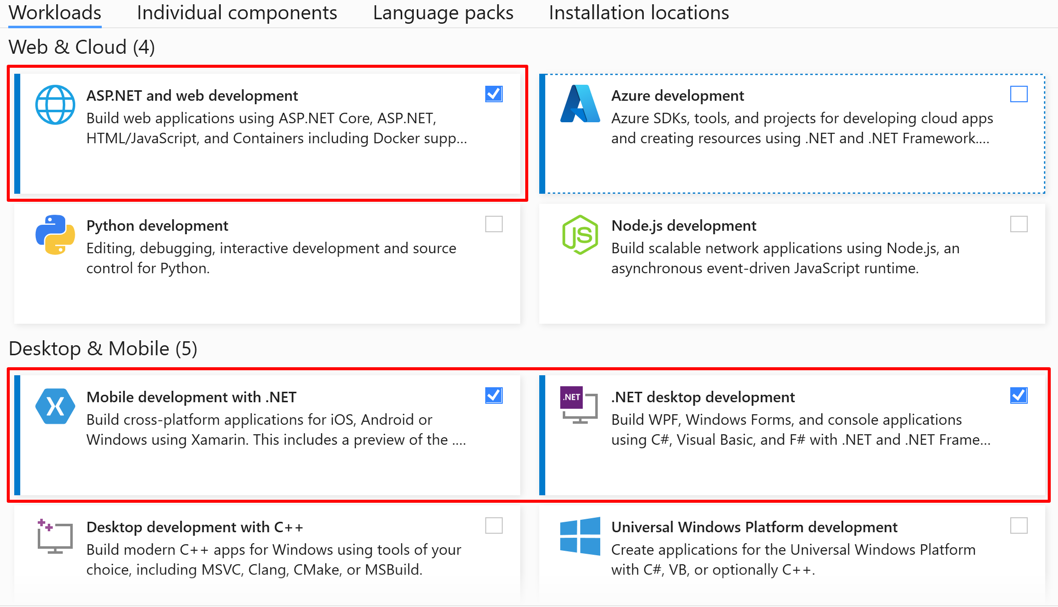 Workloads Individual components Language packs Installation locations
Web & Cloud (4)
ASP.NET and web development
Build web applications using ASP.NET Core, ASP.NET,
HTML/JavaScript, and Containers including Docker supp...
Azure development
Azure SDKs, tools, and projects for developing cloud apps
and creating resources using .NET and .NET Framework....
Python development
Editing, debugging, interactive development and source
control for Python.
JS
Node.js development
Build scalable network applications using Node.js, an
asynchronous event-driven JavaScript runtime.
Desktop & Mobile (5)
Mobile development with .NET
Build cross-platform applications for iOS, Android or
Windows using Xamarin. This includes a preview of the ....
.NET
.NET desktop development
Build WPF, Windows Forms, and console applications
using C#, Visual Basic, and F# with .NET and .NET Frame...
Desktop development with C++
Build modern C++ apps for Windows using tools of your
choice, including MSVC, Clang, CMake, or MSBuild.
Universal Windows Platform development
Create applications for the Universal Windows Platform
with C#, VB, or optionally C++.